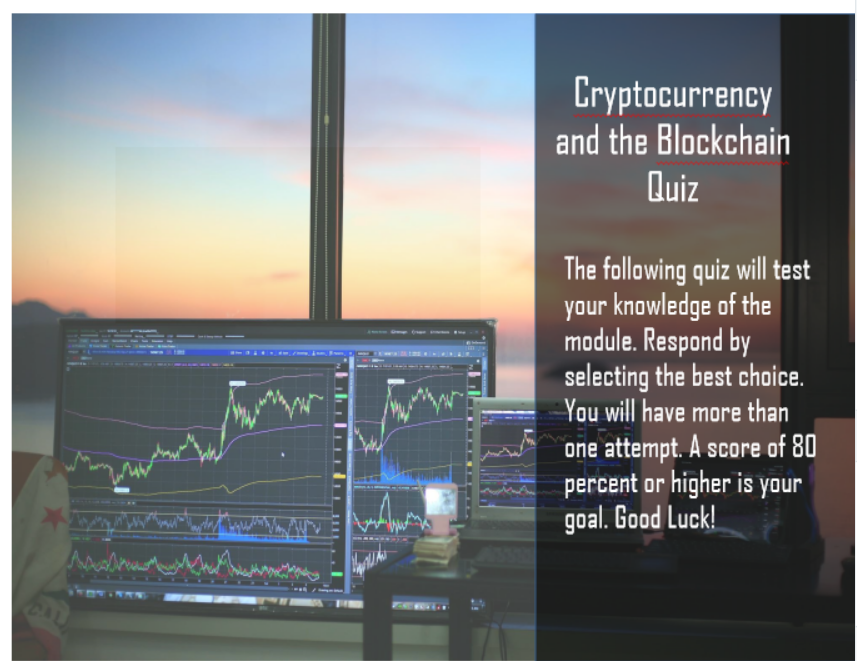 Cryptocurrency
and the Blockchain
Quiz
The following quiz will test
your knowledge of the
module. Respond by
selecting the best choice.
You will have more than
one attempt. A score of 80
percent or higher is your
goal. Good Luck!